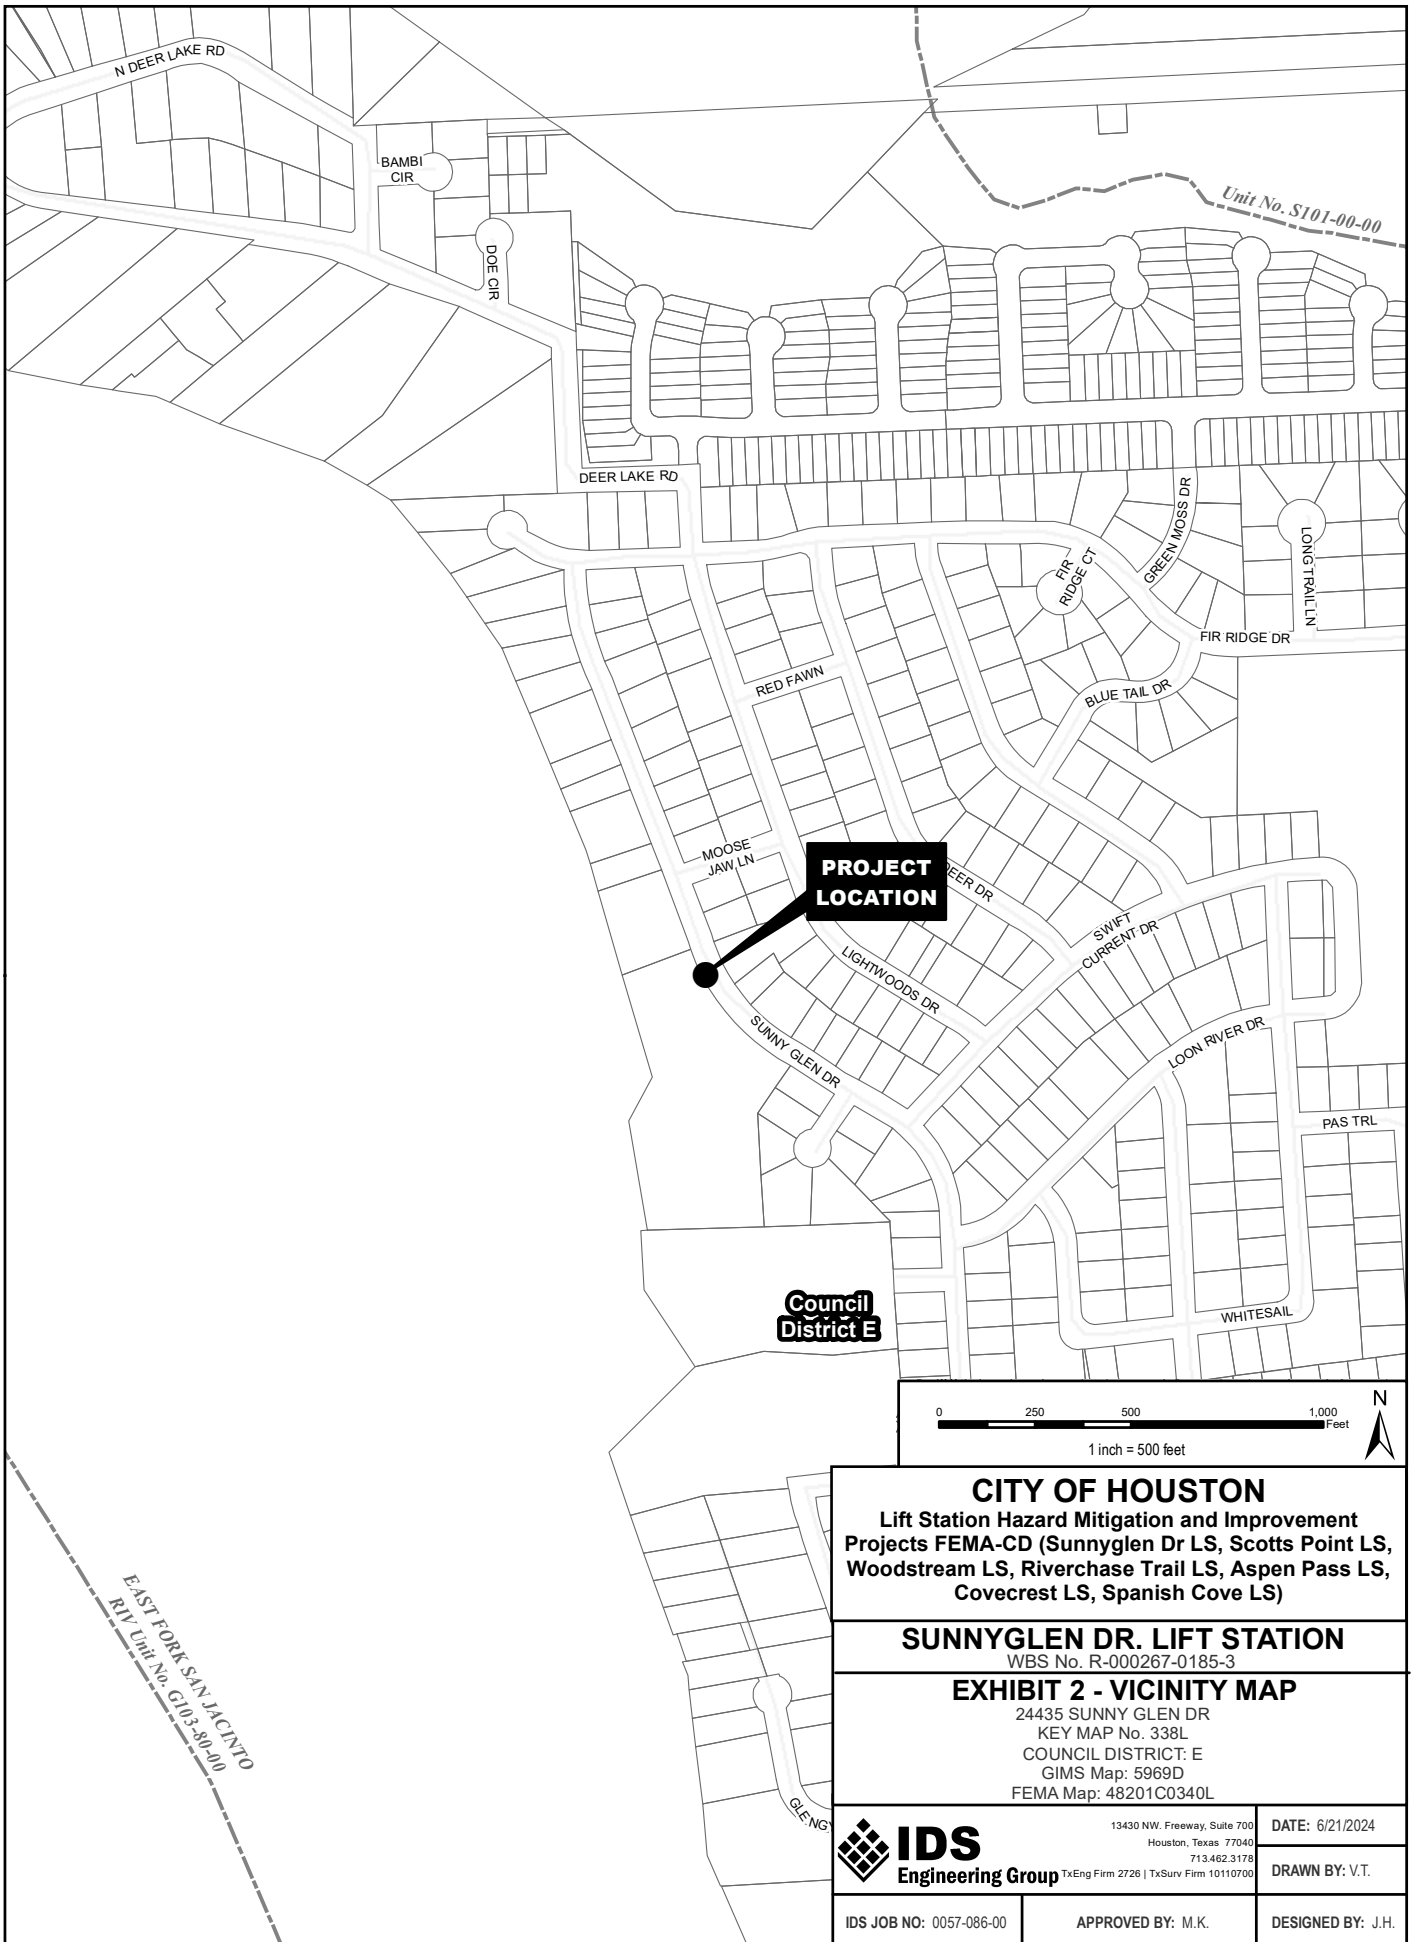 N DEER LAKE RD
BAMBI
CIR
DOE CIR
Unit No. S101-00-00
DEER LAKE RD
GREEN MOSS DR
LONG TRAIL LN
FIR
RIDGE CT
FIR RIDGE DR
RED FAWN
BLUE TAIL DR
MOOSE
JAW LN
PROJECT
LOCATION
DEER DR
SWIFT
CURRENT DR
LIGHTWOODS DR
SUNNY GLEN DR
LOON RIVER DR
PAS TRL
WHITESAIL
Council
District E
EAST FORK SAN JACINTO
RIV Unit No. G103-80-00
0 250 500 1,000
Feet
1 inch = 500 feet
N
CITY OF HOUSTON
Lift Station Hazard Mitigation and Improvement
Projects FEMA-CD (Sunnyglen Dr LS, Scotts Point LS,
Woodstream LS, Riverchase Trail LS, Aspen Pass LS,
Covecrest LS, Spanish Cove LS)
SUNNYGLEN DR. LIFT STATION
WBS No. R-000267-0185-3
EXHIBIT 2 - VICINITY MAP
24435 SUNNY GLEN DR
KEY MAP No. 338L
COUNCIL DISTRICT: E
GIMS Map: 5969D
FEMA Map: 48201C0340L
IDS
Engineering Group
13430 NW. Freeway, Suite 700
Houston, Texas 77040
713.462.3178
TxEng Firm 2726 | TxSurv Firm 10110700
DATE: 6/21/2024
DRAWN BY: V.T.
IDS JOB NO: 0057-086-00
APPROVED BY: M.K.
DESIGNED BY: J.H.